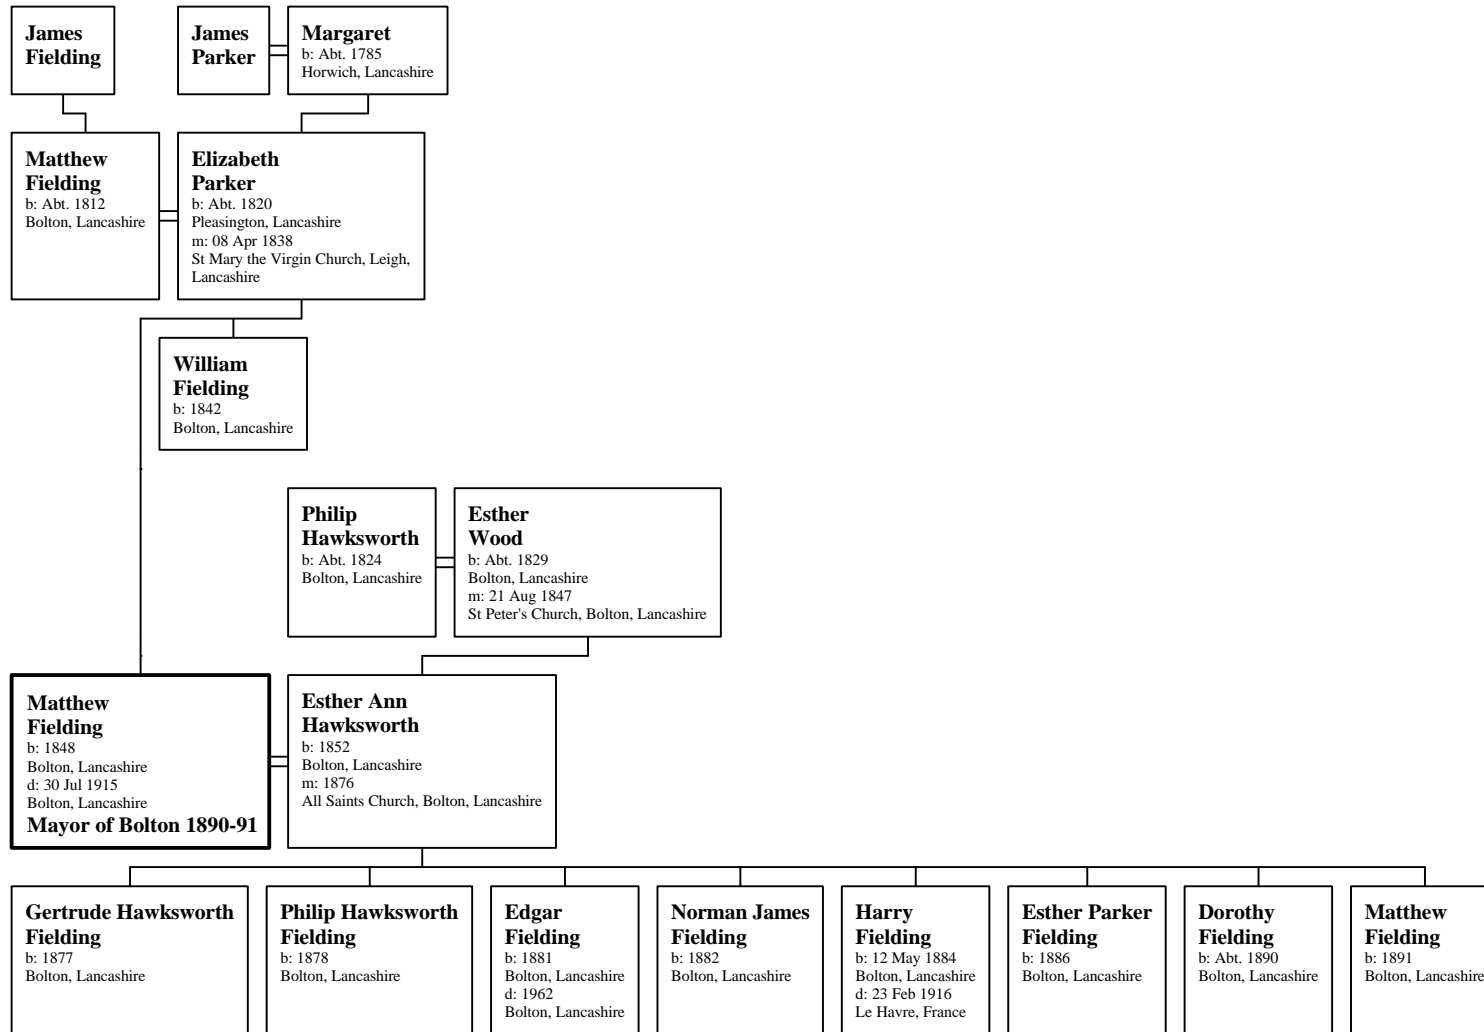 James
Fielding
James
Parker
Margaret
b: Abt. 1785
Horwich, Lancashire
Matthew
Fielding
b: Abt. 1812
Bolton, Lancashire
Elizabeth
Parker
b: Abt. 1820
Pleasington, Lancashire
m: 08 Apr 1838
St Mary the Virgin Church, Leigh,
Lancashire
William
Fielding
b: 1842
Bolton, Lancashire
Philip
Hawksworth
b: Abt. 1824
Bolton, Lancashire
Esther
Wood
b: Abt. 1829
Bolton, Lancashire
m: 21 Aug 1847
St Peter's Church, Bolton, Lancashire
Matthew
Fielding
b: 1848
Bolton, Lancashire
d: 30 Jul 1915
Bolton, Lancashire
Mayor of Bolton 1890-91
Esther Ann
Hawksworth
b: 1852
Bolton, Lancashire
m: 1876
All Saints Church, Bolton, Lancashire
Gertrude Hawksworth
Fielding
b: 1877
Bolton, Lancashire
Philip Hawksworth
Fielding
b: 1878
Bolton, Lancashire
Edgar
Fielding
b: 1881
Bolton, Lancashire
d: 1962
Bolton, Lancashire
Norman James
Fielding
b: 1882
Bolton, Lancashire
Harry
Fielding
b: 12 May 1884
Bolton, Lancashire
d: 23 Feb 1916
Le Havre, France
Esther Parker
Fielding
b: 1886
Bolton, Lancashire
Dorothy
Fielding
b: Abt. 1890
Bolton, Lancashire
Matthew
Fielding
b: 1891
Bolton, Lancashire